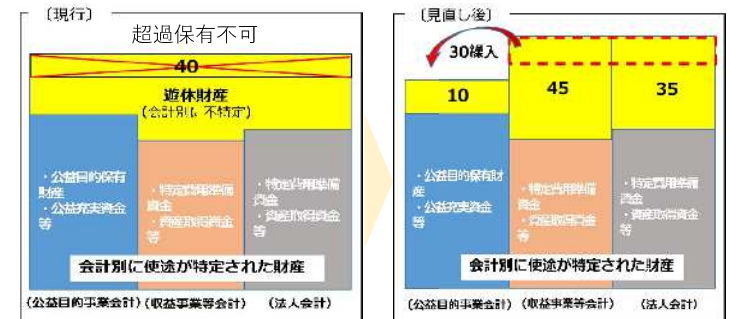 〔現行〕
超過保有不可
40
遊休財産
(会計別に不特定)
・公益目的保有
財産
・公益充実資金
等
・特定費用準備
資金
・資産取得資金
等
・特定費用準備
資金
・資産取得資金
等
会計別に使途が特定された財産
(公益目的事業会計)
(収益事業等会計)
(法人会計)
〔見直し後〕
30繰入
10
45
35
・公益目的保有財
産
・公益充実資金
等
・特定費用準備
資金
・資産取得資金
等
・特定費用準備
資金
・資産取得資金
等
会計別に使途が特定された財産
(公益目的事業会計)
(収益事業等会計)
(法人会計)